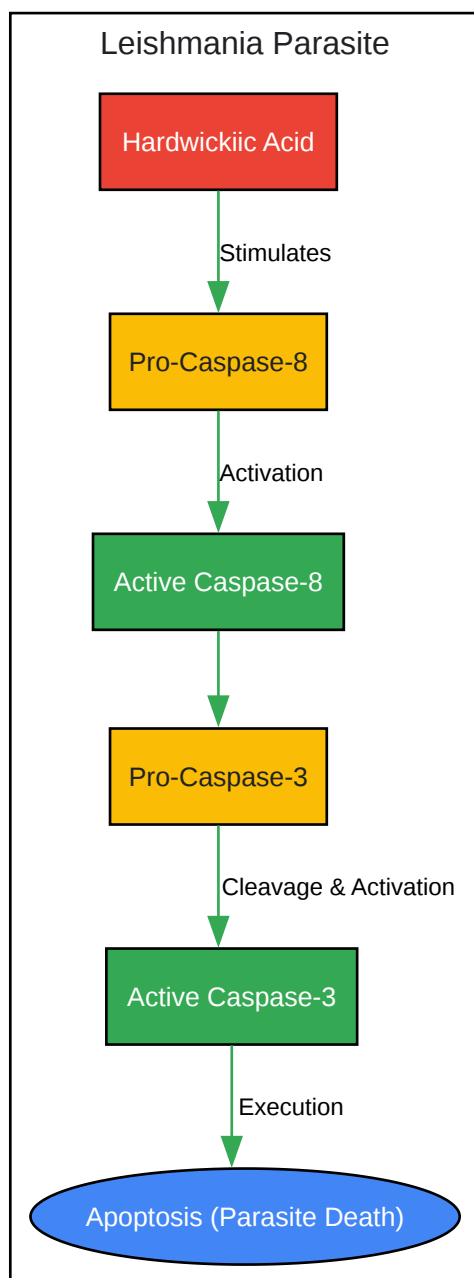 Leishmania Parasite
Hardwickiic Acid
Stimulates
Pro-Caspase-8
Activation
Active Caspase-8
Pro-Caspase-3
Cleavage & Activation
Active Caspase-3
Execution
Apoptosis (Parasite Death)